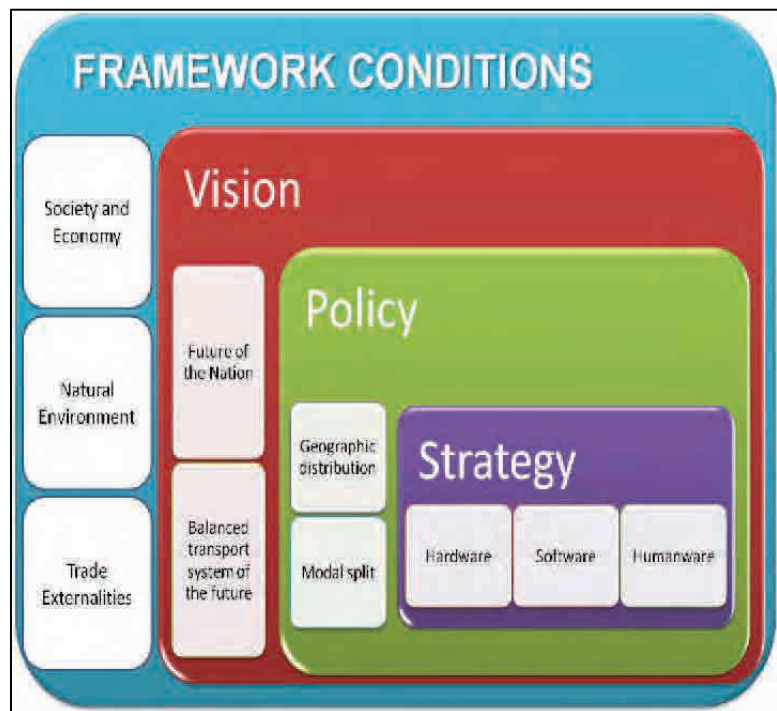 FRAMEWORK CONDITIONS
Society and
Economy
Natural
Environment
Trade
Externalities
Vision
Future of
the Nation
Balanced
transport
system of
the future
Policy
Geographic
distribution
Modal split
Strategy
Hardware
Software
Humanware